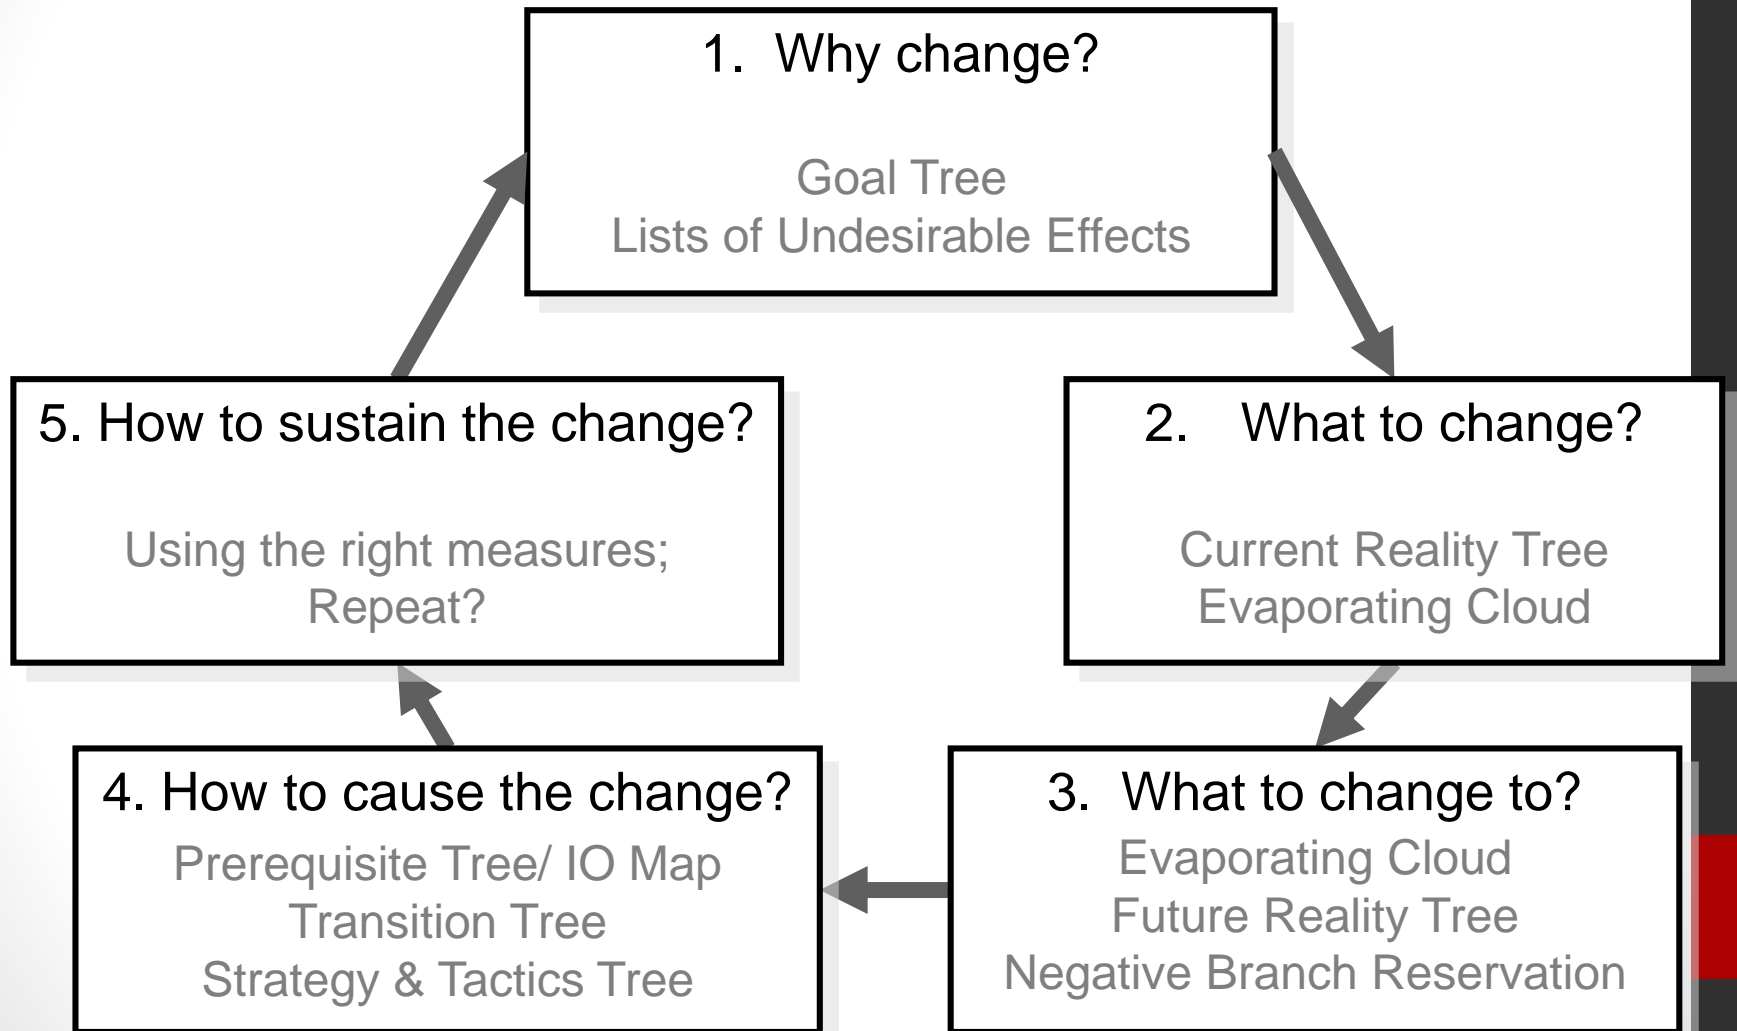 1. Why change?
Goal Tree
Lists of Undesirable Effects
2. What to change?
Current Reality Tree
Evaporating Cloud
3. What to change to?
Evaporating Cloud
Future Reality Tree
Negative Branch Reservation
4. How to cause the change?
Prerequisite Tree/ IO Map
Transition Tree
Strategy & Tactics Tree
5. How to sustain the change?
Using the right measures;
Repeat?